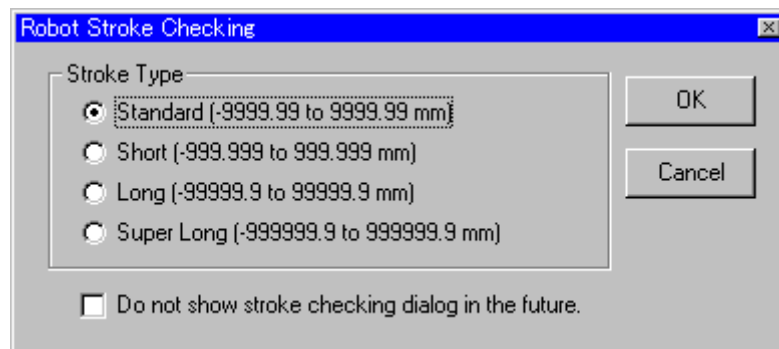 Robot Stroke Checking
Stroke Type
Standard (-9999.99 to 9999.99 mm)
Short (-999.999 to 999.999 mm)
Long (-99999.9 to 99999.9 mm)
Super Long (-999999.9 to 999999.9 mm)
OK
Cancel
Do not show stroke checking dialog in the future.